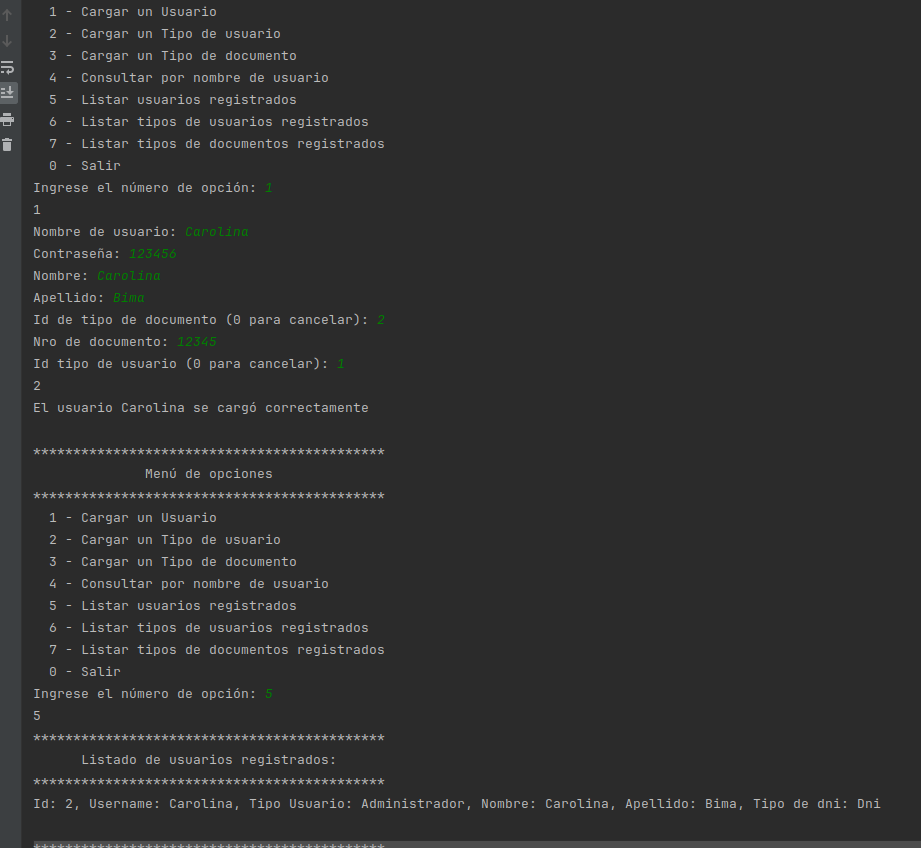 1 - Cargar un Usuario
2 - Cargar un Tipo de usuario
3 - Cargar un Tipo de documento
4 - Consultar por nombre de usuario
5 - Listar usuarios registrados
6 - Listar tipos de usuarios registrados
7 - Listar tipos de documentos registrados
0 - Salir
Ingrese el número de opción: 1
1
Nombre de usuario: Carolina
Contraseña: 123456
Nombre: Carolina
Apellido: Bima
Id de tipo de documento (0 para cancelar): 2
Nro de documento: 12345
Id tipo de usuario (0 para cancelar): 1
2
El usuario Carolina se cargó correctamente
********************************************
Menú de opciones
********************************************
1 - Cargar un Usuario
2 - Cargar un Tipo de usuario
3 - Cargar un Tipo de documento
4 - Consultar por nombre de usuario
5 - Listar usuarios registrados
6 - Listar tipos de usuarios registrados
7 - Listar tipos de documentos registrados
0 - Salir
Ingrese el número de opción: 5
5
********************************************
Listado de usuarios registrados:
********************************************
Id: 2, Username: Carolina, Tipo Usuario: Administrador, Nombre: Carolina, Apellido: Bima, Tipo de dni: Dni
********************************************